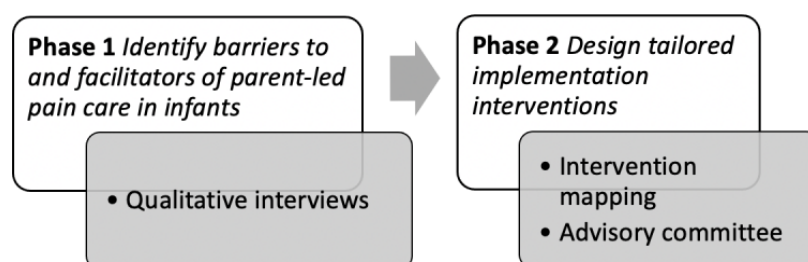 Phase 1 Identify barriers to
and facilitators of parent-led
pain care in infants
• Qualitative interviews
Phase 2 Design tailored
implementation
interventions
• Intervention
mapping
• Advisory committee